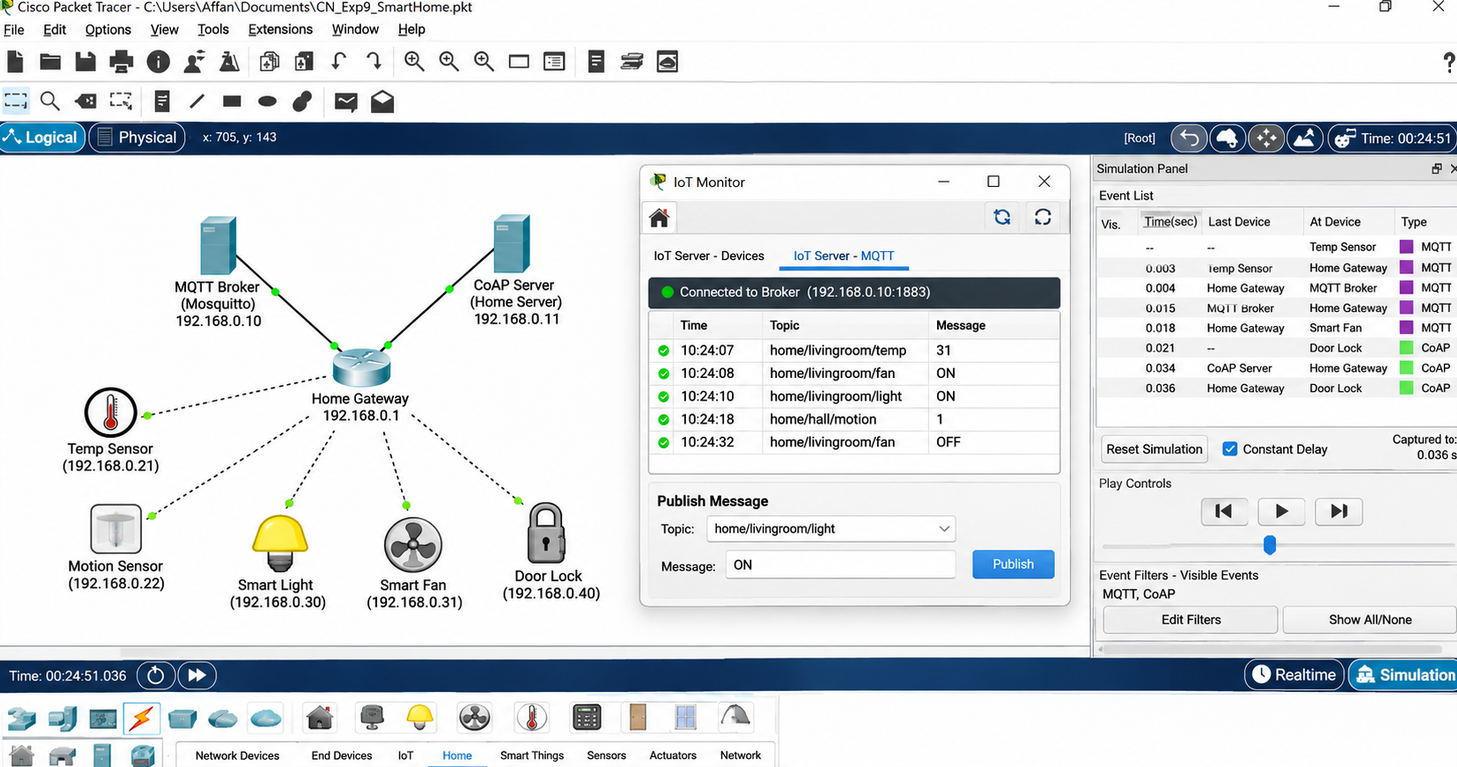 Cisco Packet Tracer - C:\Users\Affan\Documents\CN_Exp9_SmartHome.pkt
File Edit Options View Tools Extensions Window Help
?
Logical Physical x: 705, y: 143 [Root] Time: 00:24:51
MQTT Broker
(Mosquitto)
192.168.0.10
CoAP Server
(Home Server)
192.168.0.11
Home Gateway
192.168.0.1
Temp Sensor
(192.168.0.21)
Motion Sensor
(192.168.0.22)
Smart Light
(192.168.0.30)
Smart Fan
(192.168.0.31)
Door Lock
(192.168.0.40)
IoT Monitor
IoT Server - Devices IoT Server - MQTT
Connected to Broker (192.168.0.10:1883)
Time Topic Message
10:24:07 home/livingroom/temp 31
10:24:08 home/livingroom/fan ON
10:24:10 home/livingroom/light ON
10:24:18 home/hall/motion 1
10:24:32 home/livingroom/fan OFF
Publish Message
Topic: home/livingroom/light
Message: ON Publish
Simulation Panel
Event List
Vis. Time(sec) Last Device At Device Type
-- -- Temp Sensor MQTT
0.003 Temp Sensor Home Gateway MQTT
0.004 Home Gateway MQTT Broker MQTT
0.015 MQTT Broker Home Gateway MQTT
0.018 Home Gateway Smart Fan MQTT
0.021 -- Door Lock CoAP
0.034 CoAP Server Home Gateway CoAP
0.036 Home Gateway Door Lock CoAP
Reset Simulation Constant Delay Captured to:
0.036 s
Play Controls
Event Filters - Visible Events
MQTT, CoAP
Edit Filters Show All/None
Time: 00:24:51.036 Realtime Simulation
Network Devices End Devices IoT Home Smart Things Sensors Actuators Network